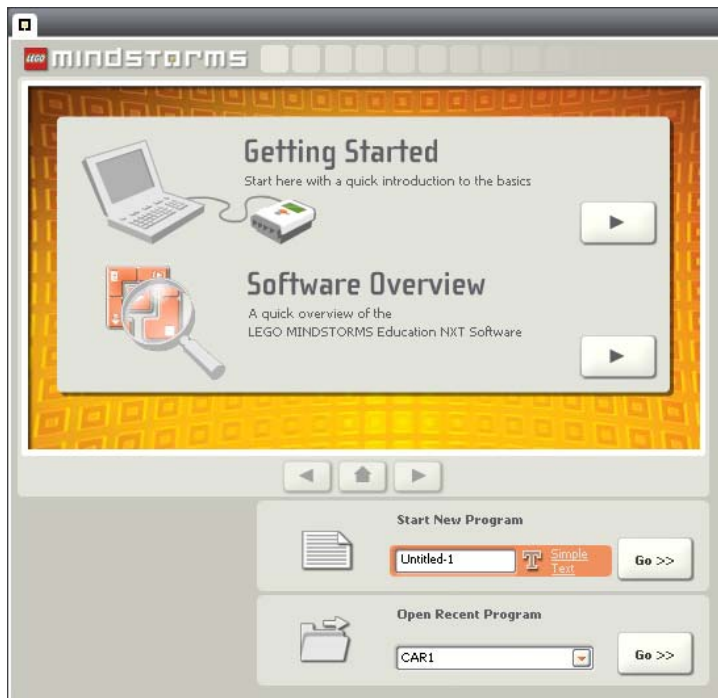 LEGO mindstorms
Getting Started
Start here with a quick introduction to the basics
Software Overview
A quick overview of the
LEGO MINDSTORMS Education NXT Software
Start New Program
Untitled-1
T Simple
Text
Go >>
Open Recent Program
CAR1
Go >>